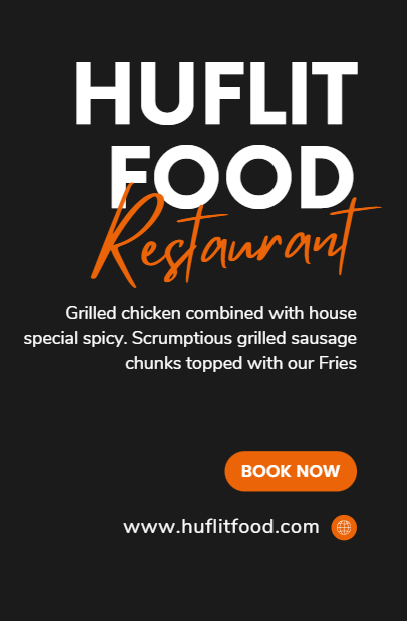 HUFLIT
FOOD
Restaurant
Grilled chicken combined with house
special spicy. Scrumptious grilled sausage
chunks topped with our Fries
BOOK NOW
www.huflitfood.com